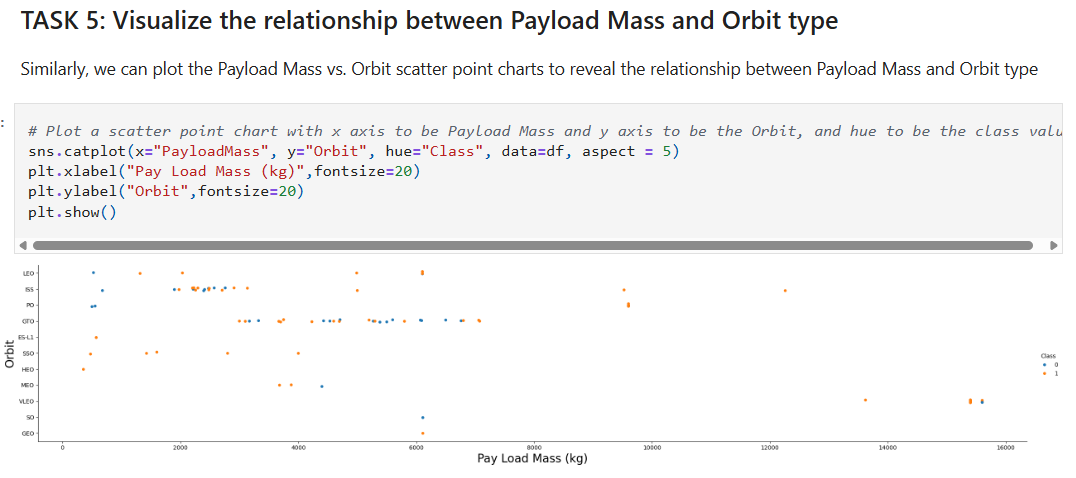 TASK 5: Visualize the relationship between Payload Mass and Orbit type
Similarly, we can plot the Payload Mass vs. Orbit scatter point charts to reveal the relationship between Payload Mass and Orbit type
:
# Plot a scatter point chart with x axis to be Payload Mass and y axis to be the Orbit, and hue to be the class valu
sns.catplot(x="PayloadMass", y="Orbit", hue="Class", data=df, aspect = 5)
plt.xlabel("Pay Load Mass (kg)",fontsize=20)
plt.ylabel("Orbit",fontsize=20)
plt.show()
LEO
ISS
PO
GTO
ES-L1
SSO
HEO
MEO
VLEO
SO
GEO
Orbit
0 2000 4000 6000 8000 10000 12000 14000 16000
Pay Load Mass (kg)
Class
0
1